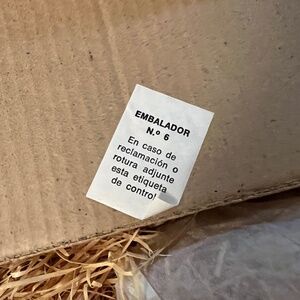 EMBALADOR
N.º 6
En caso de
reclamación o
rotura adjunte
esta etiqueta
de control